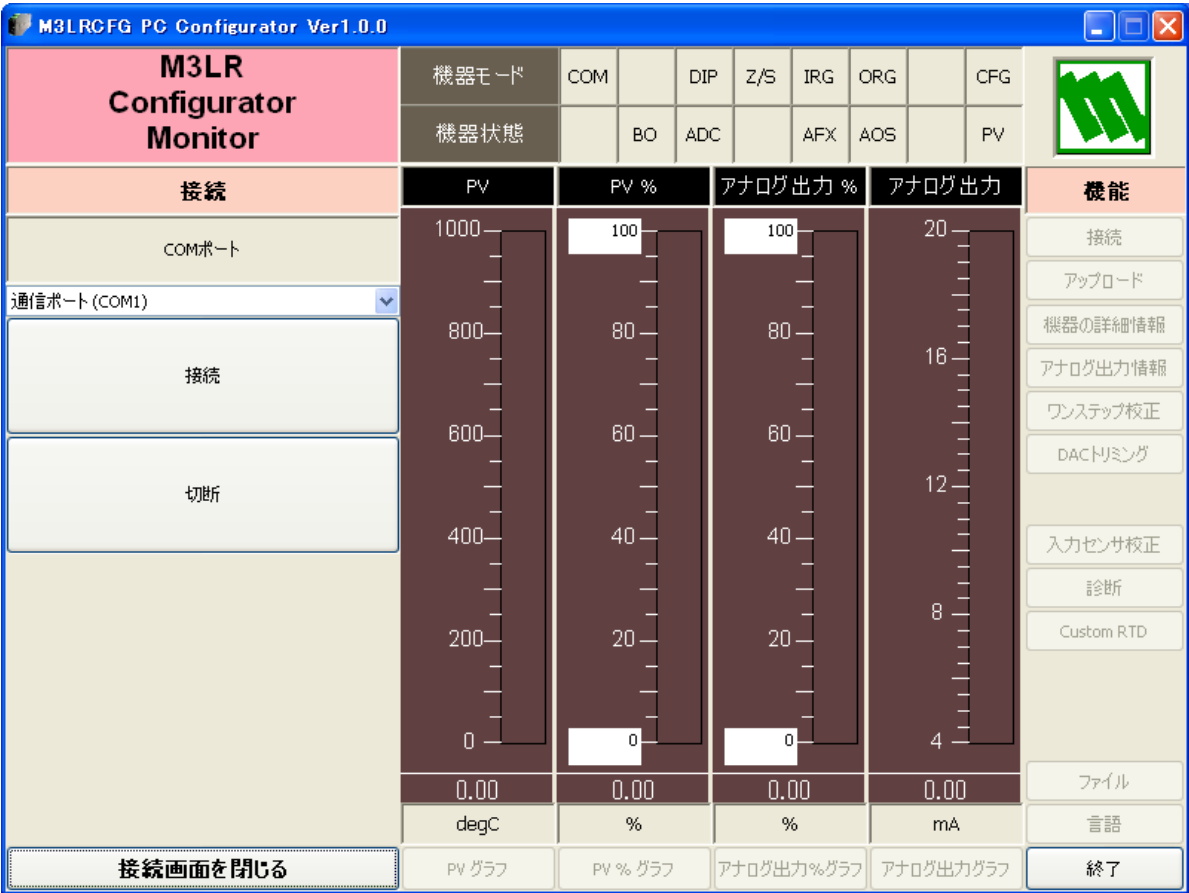 M3LRCFG PC Configurator Ver1.0.0
M3LR
Configurator
Monitor
機器モード
COM
DIP
Z/S
IRG
ORG
CFG
機器状態
BO
ADC
AFX
AOS
PV
接続
COMポート
通信ポート(COM1)
接続
切断
接続画面を閉じる
PV
1000
800
600
400
200
0
0.00
degC
PV グラフ
PV %
100
80
60
40
20
0
0.00
%
PV % グラフ
アナログ出力 %
100
80
60
40
20
0
0.00
%
アナログ出力%グラフ
アナログ出力
20
16
12
8
4
0.00
mA
アナログ出力グラフ
機能
接続
アップロード
機器の詳細情報
アナログ出力情報
ワンステップ校正
DACトリミング
入力センサ校正
診断
Custom RTD
ファイル
言語
終了